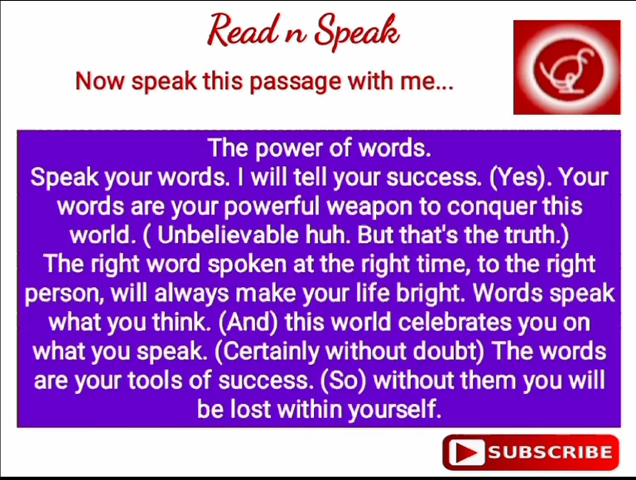 Read n Speak
Now speak this passage with me...
The power of words.
Speak your words. I will tell your success. (Yes). Your
words are your powerful weapon to conquer this
world. ( Unbelievable huh. But that's the truth.)
The right word spoken at the right time, to the right
person, will always make your life bright. Words speak
what you think. (And) this world celebrates you on
what you speak. (Certainly without doubt) The words
are your tools of success. (So) without them you will
be lost within yourself.
SUBSCRIBE